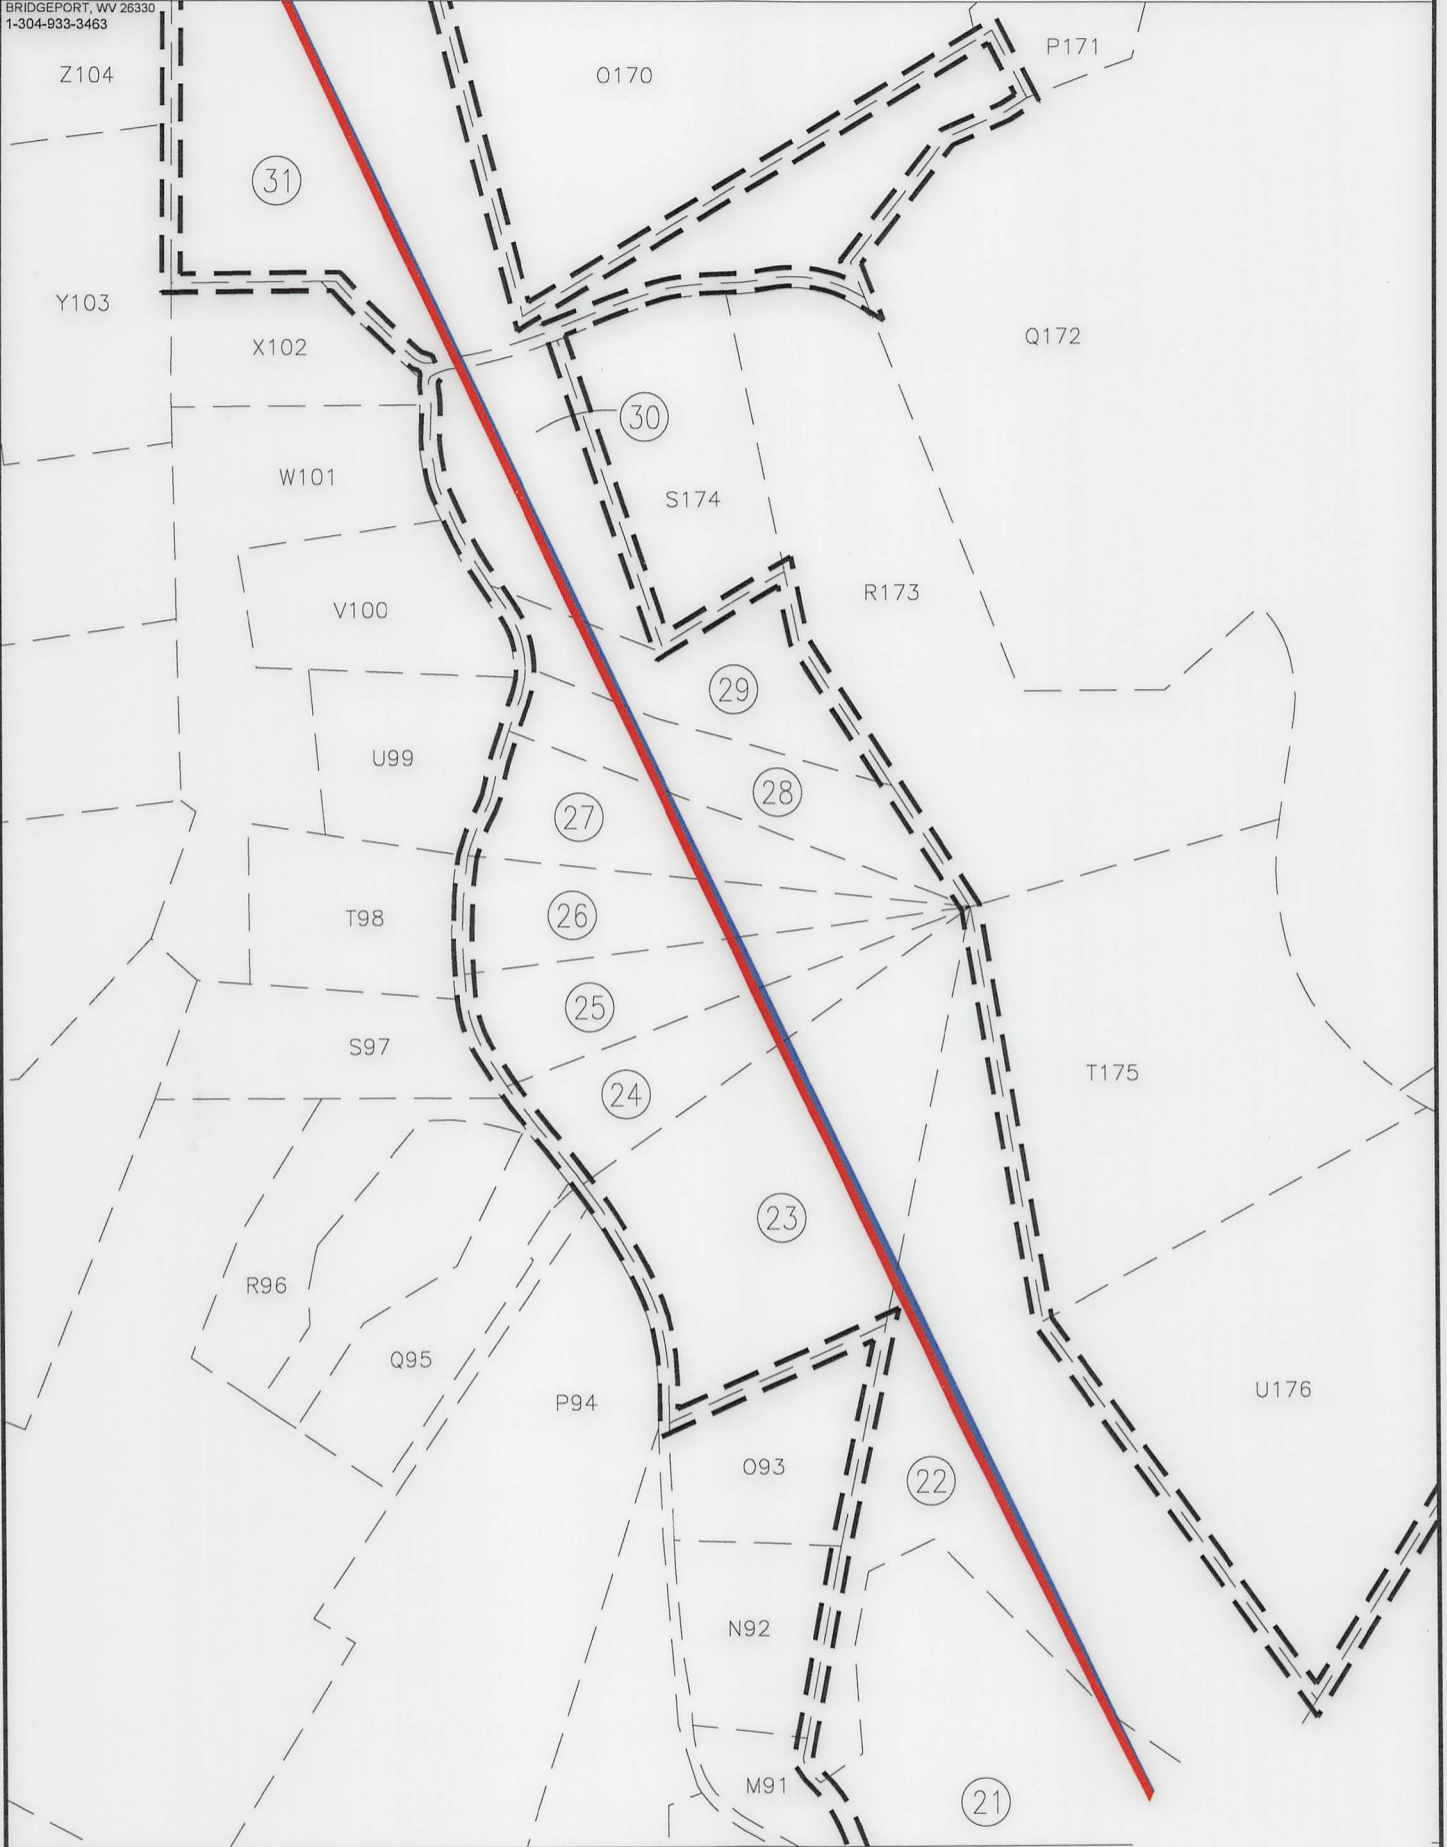 BRIDGEPORT, WV 26330
1-304-933-3463
P171
Z104
O170
31
Y103
Q172
X102
30
W101
S174
R173
V100
29
U99
28
27
26
T98
25
S97
T175
24
23
R96
Q95
U176
P94
O93
22
N92
M91
21